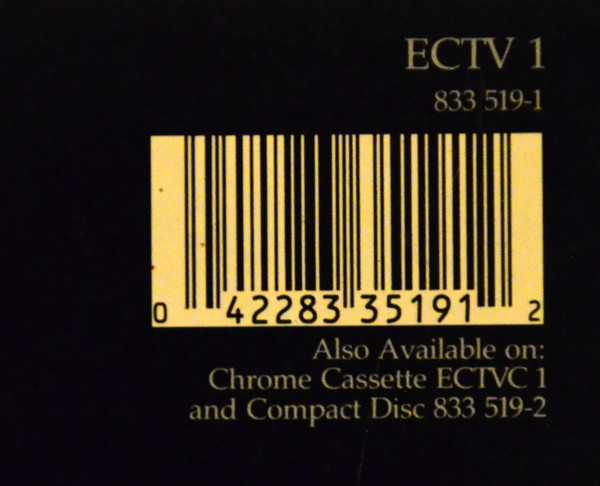 ECTV 1
833 519-1
0 42283 35191 2
Also Available on:
Chrome Cassette ECTVC 1
and Compact Disc 833 519-2